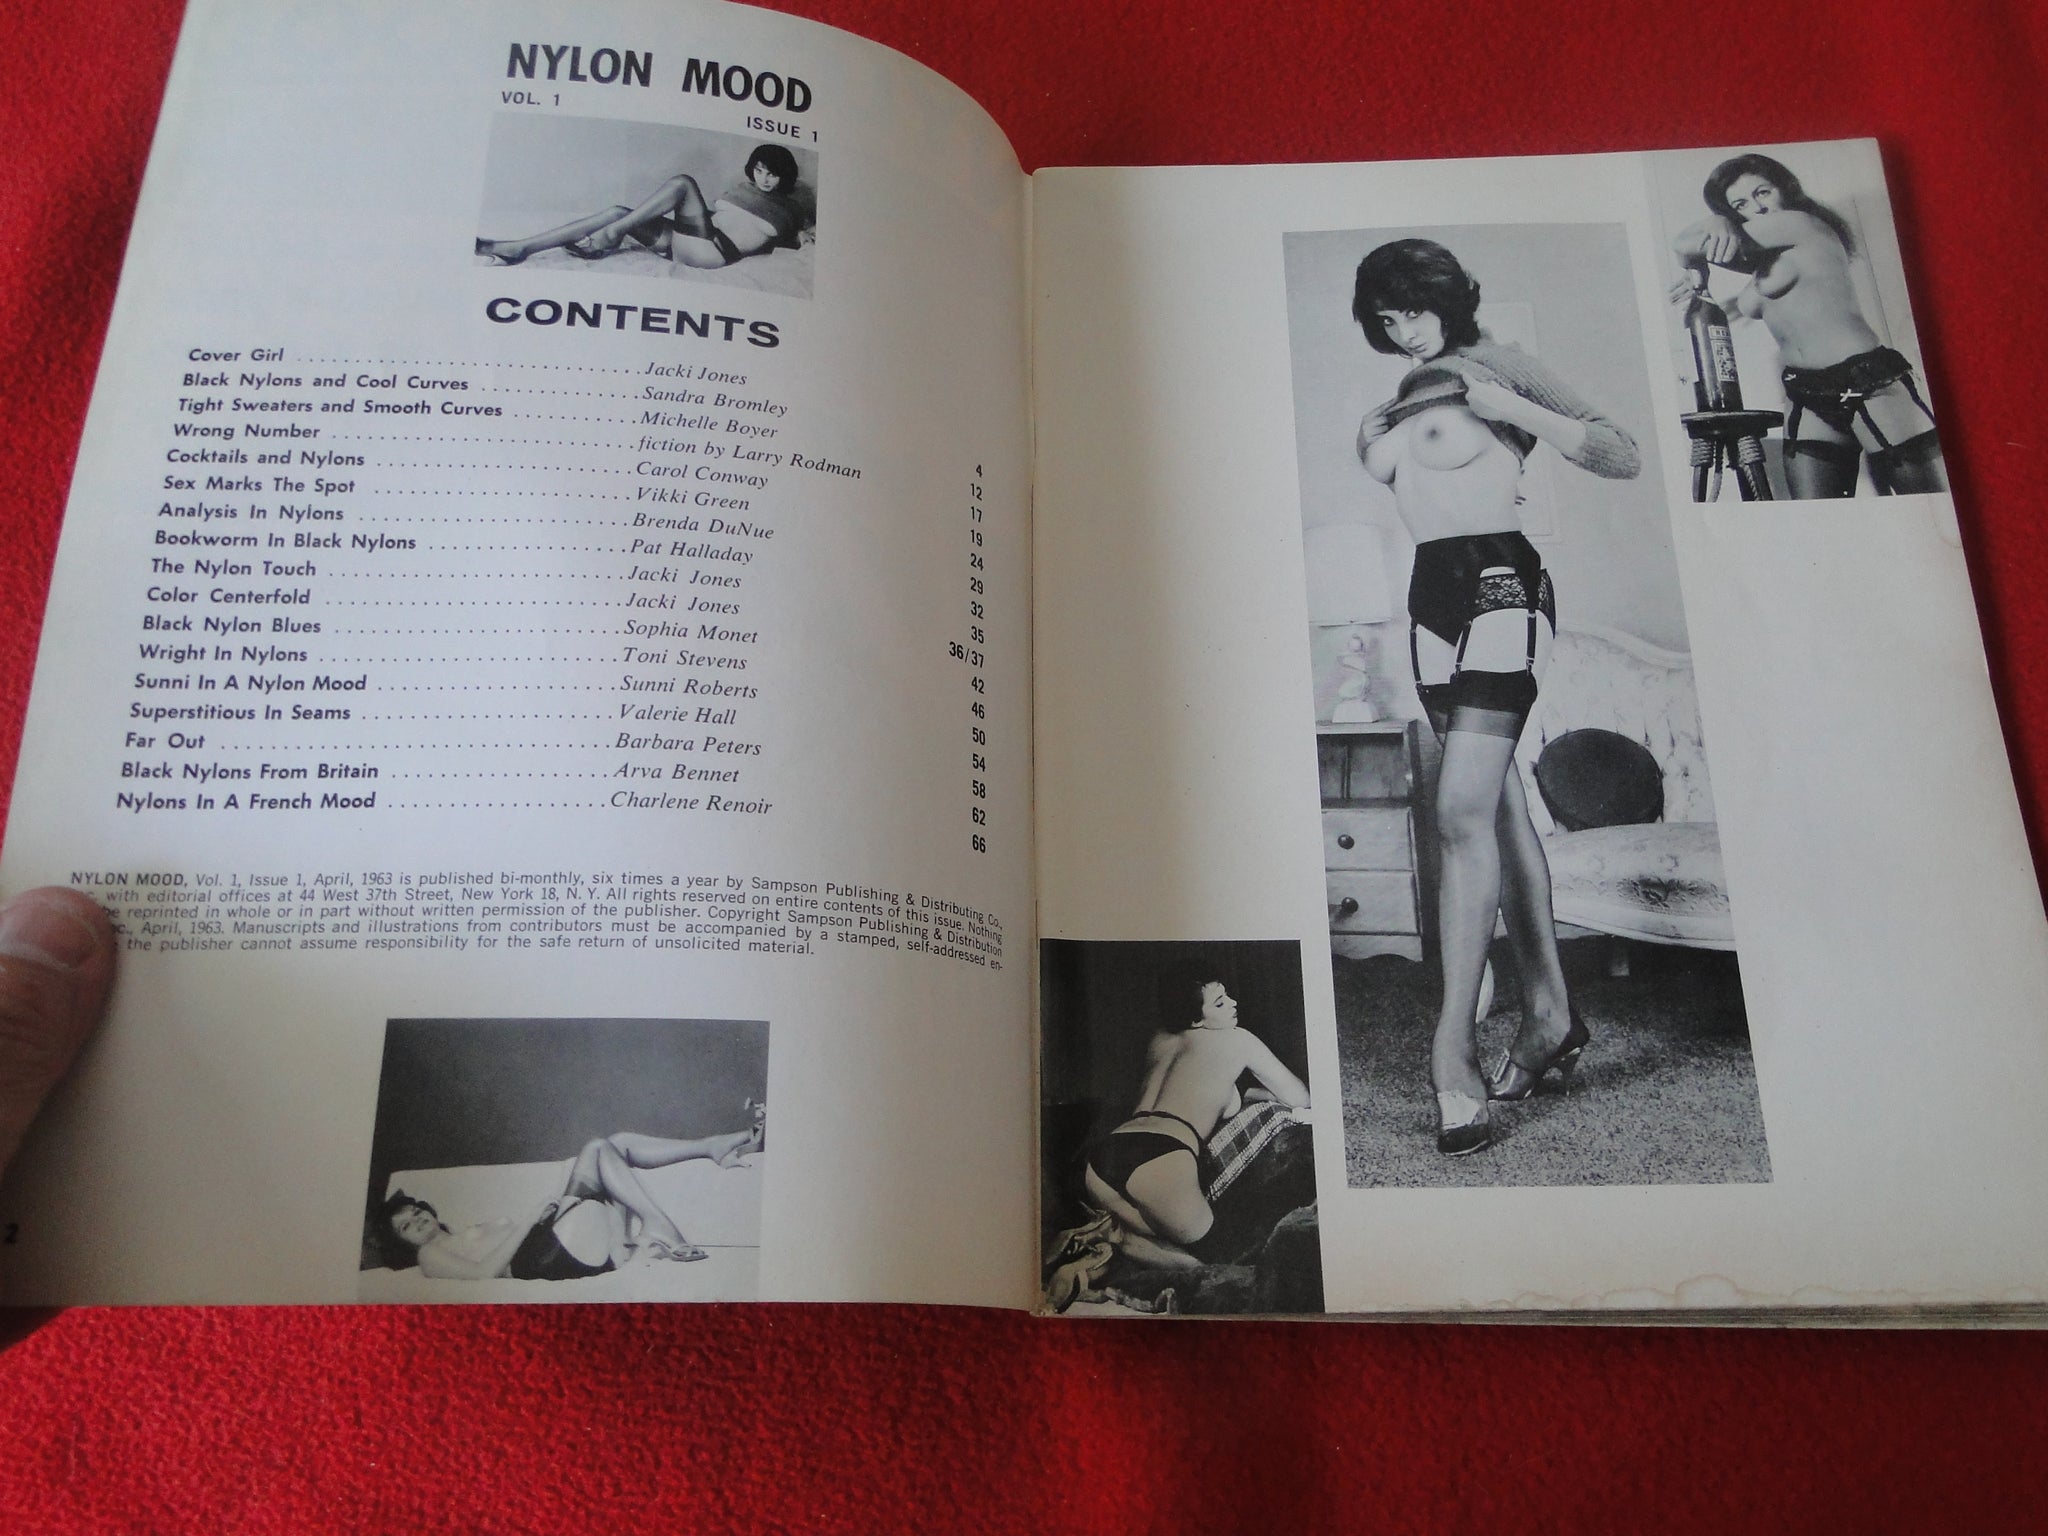 NYLON MOOD
VOL. 1
ISSUE 1
CONTENTS
Cover Girl ........ Jacki Jones 4
Black Nylons and Cool Curves ........ Sandra Bromley 12
Tight Sweaters and Smooth Curves ........ Michelle Boyer 17
Wrong Number ........ fiction by Larry Rodman 19
Cocktails and Nylons ........ Carol Conway 24
Sex Marks The Spot ........ Vikki Green 29
Analysis In Nylons ........ Brenda DuNue 32
Bookworm In Black Nylons ........ Pat Halladay 35
The Nylon Touch ........ Jacki Jones 36/37
Color Centerfold ........ Jacki Jones 42
Black Nylon Blues ........ Sophia Monet 46
Wright In Nylons ........ Toni Stevens 50
Sunni In A Nylon Mood ........ Sunni Roberts 54
Superstitious In Seams ........ Valerie Hall 58
Far Out ........ Barbara Peters 62
Black Nylons From Britain ........ Arva Bennet 66
Nylons In A French Mood ........ Charlene Renoir
NYLON MOOD, Vol. 1, Issue 1, April, 1963 is published bi-monthly, six times a year by Sampson Publishing & Distributing Co.,
with editorial offices at 44 West 37th Street, New York 18, N. Y. All rights reserved on entire contents of this issue. Nothing
be reprinted in whole or in part without written permission of the publisher. Copyright Sampson Publishing & Distribution
April, 1963. Manuscripts and illustrations from contributors must be accompanied by a stamped, self-addressed en-
the publisher cannot assume responsibility for the safe return of unsolicited material.
2